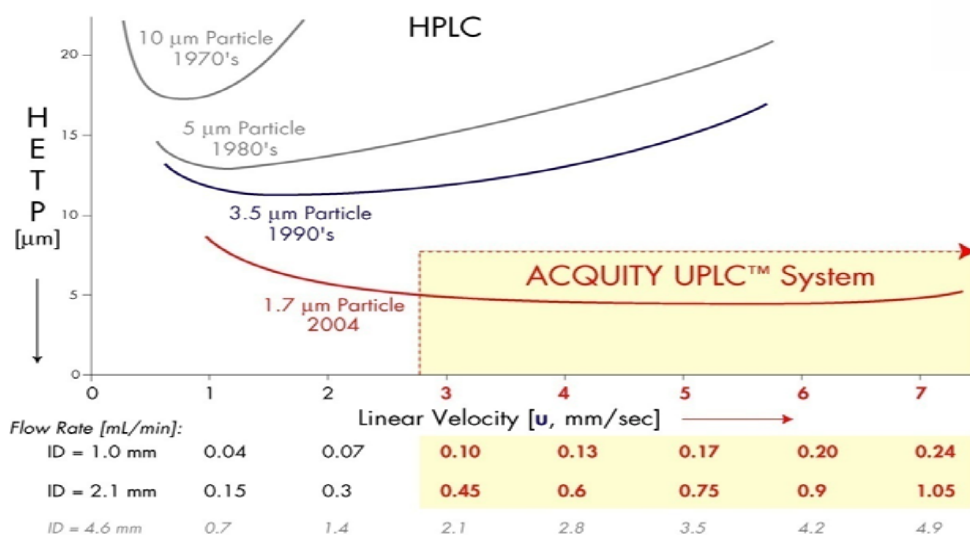 HPLC
20
15
10
5
0
H
E
T
P
[µm]
10 µm Particle
1970's
5 µm Particle
1980's
3.5 µm Particle
1990's
1.7 µm Particle
2004
ACQUITY UPLC™ System
0 1 2 3 4 5 6 7
Linear Velocity [u, mm/sec]
Flow Rate [mL/min]:
ID = 1.0 mm 0.04 0.07 0.10 0.13 0.17 0.20 0.24
ID = 2.1 mm 0.15 0.3 0.45 0.6 0.75 0.9 1.05
ID = 4.6 mm 0.7 1.4 2.1 2.8 3.5 4.2 4.9